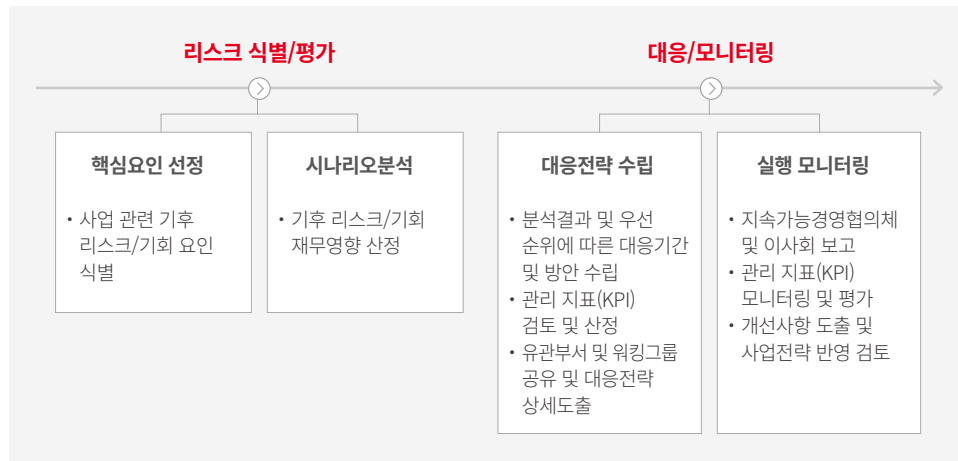 리스크 식별/평가
핵심요인 선정
• 사업 관련 기후
리스크/기회 요인
식별
시나리오분석
• 기후 리스크/기회
재무영향 산정
대응/모니터링
대응전략 수립
• 분석결과 및 우선
순위에 따른 대응기간
및 방안 수립
• 관리 지표(KPI)
검토 및 산정
• 유관부서 및 워킹그룹
공유 및 대응전략
상세도출
실행 모니터링
• 지속가능경영협의체
및 이사회 보고
• 관리 지표(KPI)
모니터링 및 평가
• 개선사항 도출 및
사업전략 반영 검토